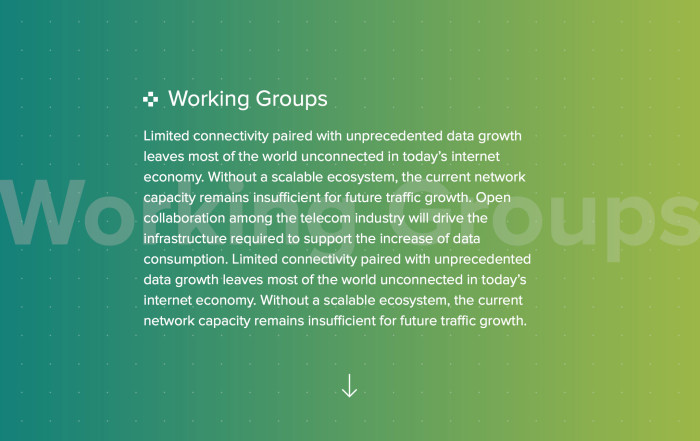 Working Groups
Limited connectivity paired with unprecedented data growth
leaves most of the world unconnected in today’s internet
economy. Without a scalable ecosystem, the current network
capacity remains insufficient for future traffic growth. Open
collaboration among the telecom industry will drive the
infrastructure required to support the increase of data
consumption. Limited connectivity paired with unprecedented
data growth leaves most of the world unconnected in today’s
internet economy. Without a scalable ecosystem, the current
network capacity remains insufficient for future traffic growth.
Working Groups